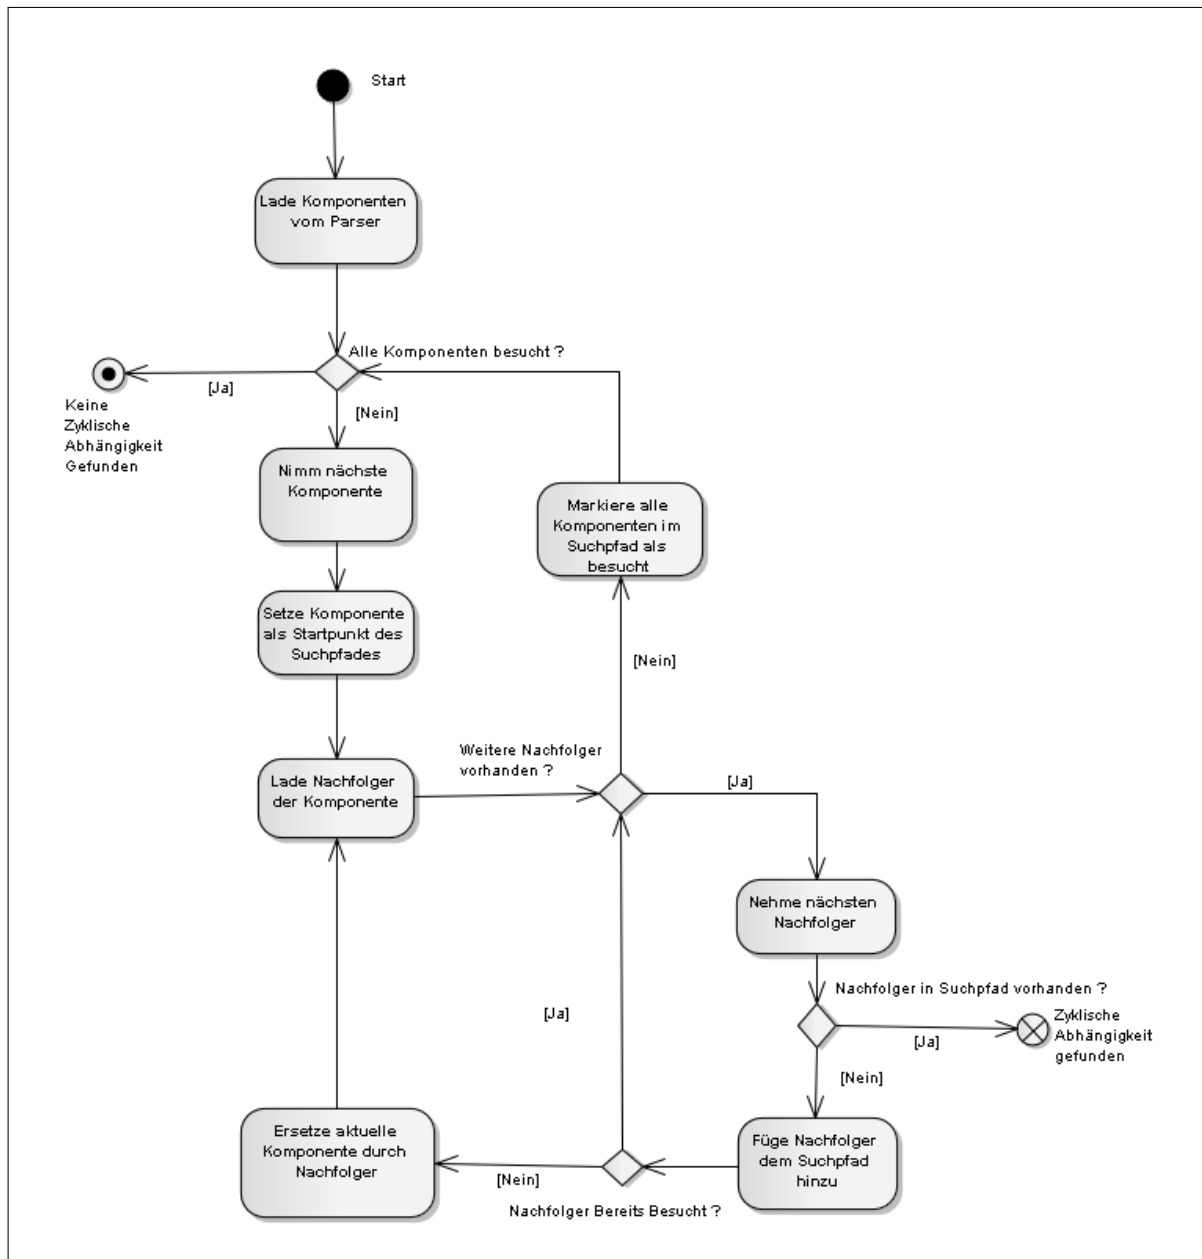 Start
Lade Komponenten
vom Parser
Alle Komponenten besucht ?
[Ja]
Keine
Zyklische
Abhängigkeit
Gefunden
[Nein]
Nimm nächste
Komponente
Markiere alle
Komponenten im
Suchpfad als
besucht
Setze Komponente
als Startpunkt des
Suchpfades
[Nein]
Weitere Nachfolger
vorhanden ?
Lade Nachfolger
der Komponente
[Ja]
Nehme nächsten
Nachfolger
Nachfolger in Suchpfad vorhanden ?
[Ja]
Zyklische
Abhängigkeit
gefunden
[Ja]
[Nein]
Füge Nachfolger
dem Suchpfad
hinzu
Ersetze aktuelle
Komponente durch
Nachfolger
[Nein]
Nachfolger Bereits Besucht ?